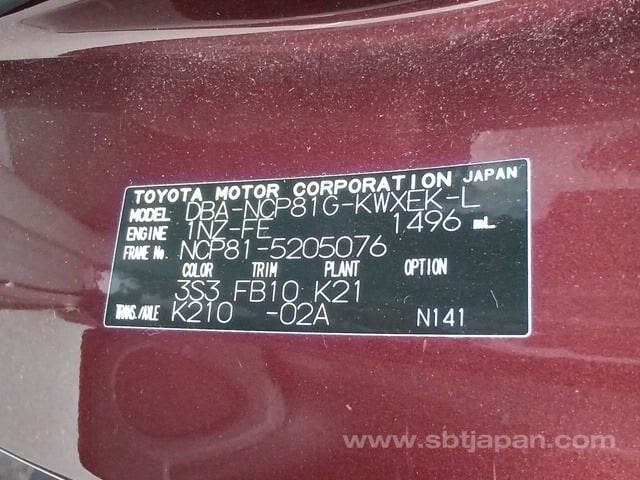 TOYOTA MOTOR CORPORATION JAPAN
MODEL DBA-NCP81G-KWXEK-L
ENGINE 1NZ-FE 1.496 mL
FRAME No. NCP81-5205076
COLOR TRIM PLANT OPTION
3S3 FB10 K21
TRANS./AXLE K210 -02A N141
www.sbtjapan.com